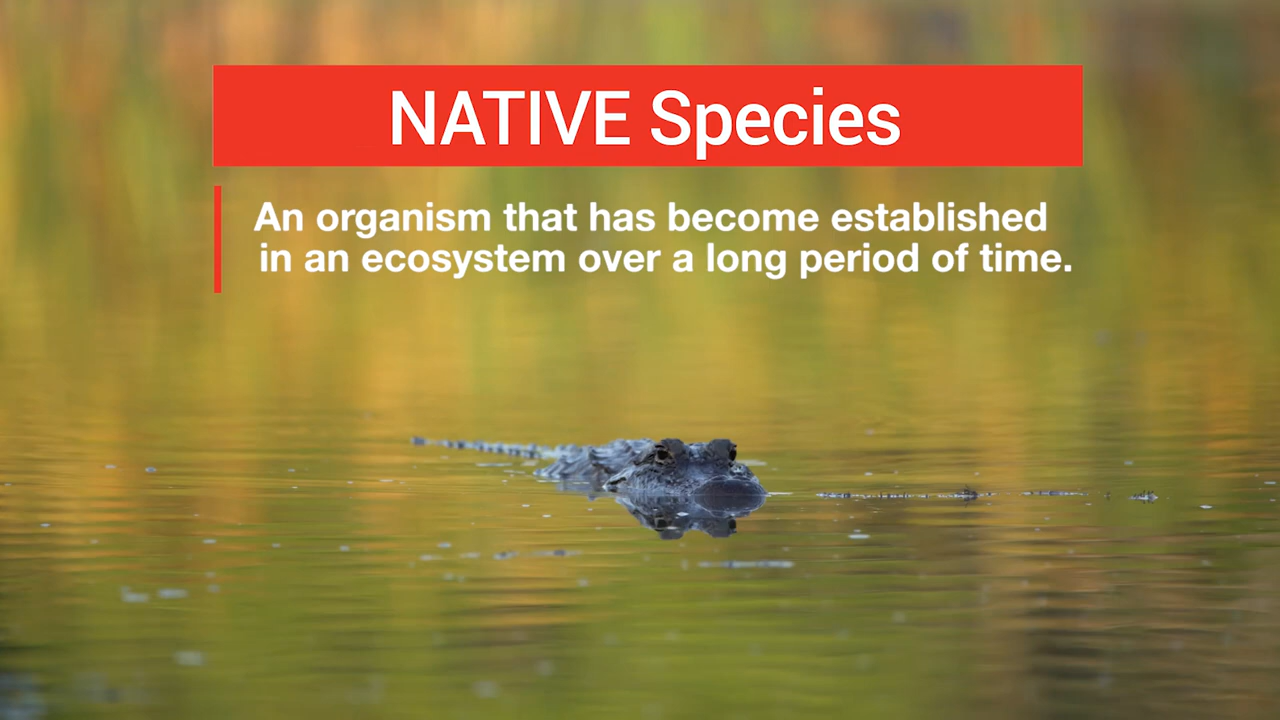 NATIVE Species
An organism that has become established
in an ecosystem over a long period of time.